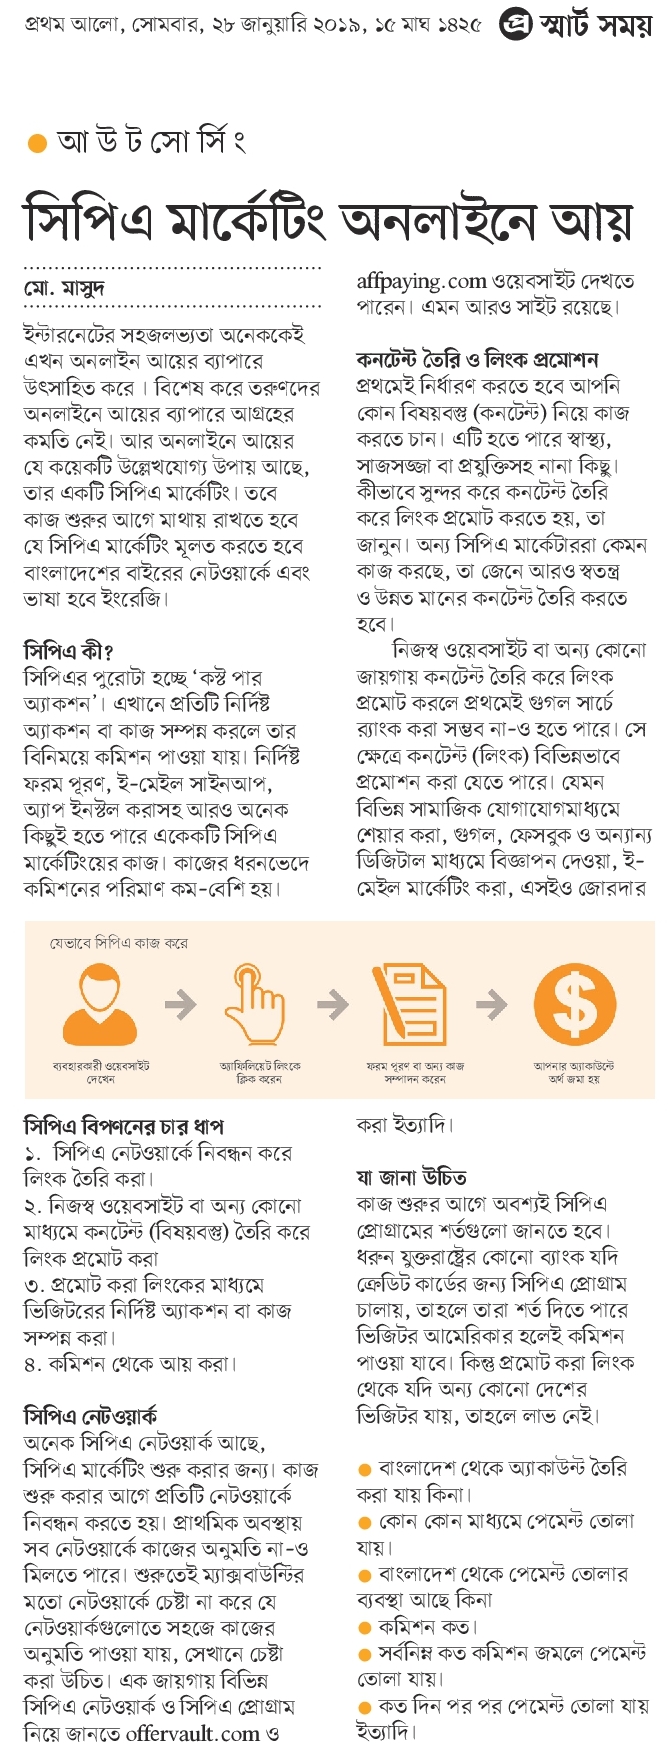 প্রথম আলো, সোমবার, ২৮ জানুয়ারি ২০১৯, ১৫ মাঘ ১৪২৫ প্র স্মার্ট সময়
আউটসোর্সিং
সিপিএ মার্কেটিং অনলাইনে আয়
মো. মাসুদ
ইন্টারনেটের সহজলভ্যতা অনেককেই
এখন অনলাইন আয়ের ব্যাপারে
উৎসাহিত করে । বিশেষ করে তরুণদের
অনলাইনে আয়ের ব্যাপারে আগ্রহের
কমতি নেই। আর অনলাইনে আয়ের
যে কয়েকটি উল্লেখযোগ্য উপায় আছে,
তার একটি সিপিএ মার্কেটিং। তবে
কাজ শুরুর আগে মাথায় রাখতে হবে
যে সিপিএ মার্কেটিং মূলত করতে হবে
বাংলাদেশের বাইরের নেটওয়ার্কে এবং
ভাষা হবে ইংরেজি।
সিপিএ কী?
সিপিএর পুরোটা হচ্ছে ‘কস্ট পার
অ্যাকশন’। এখানে প্রতিটি নির্দিষ্ট
অ্যাকশন বা কাজ সম্পন্ন করলে তার
বিনিময়ে কমিশন পাওয়া যায়। নির্দিষ্ট
ফরম পূরণ, ই-মেইল সাইনআপ,
অ্যাপ ইনস্টল করাসহ আরও অনেক
কিছুই হতে পারে একেকটি সিপিএ
মার্কেটিংয়ের কাজ। কাজের ধরনভেদে
কমিশনের পরিমাণ কম-বেশি হয়।
affpaying.com ওয়েবসাইট দেখতে
পারেন। এমন আরও সাইট রয়েছে।
কনটেন্ট তৈরি ও লিংক প্রমোশন
প্রথমেই নির্ধারণ করতে হবে আপনি
কোন বিষয়বস্তু (কনটেন্ট) নিয়ে কাজ
করতে চান। এটি হতে পারে স্বাস্থ্য,
সাজসজ্জা বা প্রযুক্তিসহ নানা কিছু।
কীভাবে সুন্দর করে কনটেন্ট তৈরি
করে লিংক প্রমোট করতে হয়, তা
জানুন। অন্য সিপিএ মার্কেটাররা কেমন
কাজ করছে, তা জেনে আরও স্বতন্ত্র
ও উন্নত মানের কনটেন্ট তৈরি করতে
হবে।
নিজস্ব ওয়েবসাইট বা অন্য কোনো
জায়গায় কনটেন্ট তৈরি করে লিংক
প্রমোট করলে প্রথমেই গুগল সার্চে
র‍্যাংক করা সম্ভব না-ও হতে পারে। সে
ক্ষেত্রে কনটেন্ট (লিংক) বিভিন্নভাবে
প্রমোশন করা যেতে পারে। যেমন
বিভিন্ন সামাজিক যোগাযোগমাধ্যমে
শেয়ার করা, গুগল, ফেসবুক ও অন্যান্য
ডিজিটাল মাধ্যমে বিজ্ঞাপন দেওয়া, ই-
মেইল মার্কেটিং করা, এসইও জোরদার
যেভাবে সিপিএ কাজ করে
ব্যবহারকারী ওয়েবসাইট
দেখেন
অ্যাফিলিয়েট লিংকে
ক্লিক করেন
ফরম পূরণ বা অন্য কাজ
সম্পাদন করেন
আপনার অ্যাকাউন্টে
অর্থ জমা হয়
সিপিএ বিপণনের চার ধাপ
১. সিপিএ নেটওয়ার্কে নিবন্ধন করে
লিংক তৈরি করা।
২. নিজস্ব ওয়েবসাইট বা অন্য কোনো
মাধ্যমে কনটেন্ট (বিষয়বস্তু) তৈরি করে
লিংক প্রমোট করা
৩. প্রমোট করা লিংকের মাধ্যমে
ভিজিটরের নির্দিষ্ট অ্যাকশন বা কাজ
সম্পন্ন করা।
৪. কমিশন থেকে আয় করা।
সিপিএ নেটওয়ার্ক
অনেক সিপিএ নেটওয়ার্ক আছে,
সিপিএ মার্কেটিং শুরু করার জন্য। কাজ
শুরু করার আগে প্রতিটি নেটওয়ার্কে
নিবন্ধন করতে হয়। প্রাথমিক অবস্থায়
সব নেটওয়ার্কে কাজের অনুমতি না-ও
মিলতে পারে। শুরুতেই ম্যাক্সবাউন্টির
মতো নেটওয়ার্কে চেষ্টা না করে যে
নেটওয়ার্কগুলোতে সহজে কাজের
অনুমতি পাওয়া যায়, সেখানে চেষ্টা
করা উচিত। এক জায়গায় বিভিন্ন
সিপিএ নেটওয়ার্ক ও সিপিএ প্রোগ্রাম
নিয়ে জানতে offervault.com ও
করা ইত্যাদি।
যা জানা উচিত
কাজ শুরুর আগে অবশ্যই সিপিএ
প্রোগ্রামের শর্তগুলো জানতে হবে।
ধরুন যুক্তরাষ্ট্রের কোনো ব্যাংক যদি
ক্রেডিট কার্ডের জন্য সিপিএ প্রোগ্রাম
চালায়, তাহলে তারা শর্ত দিতে পারে
ভিজিটর আমেরিকার হলেই কমিশন
পাওয়া যাবে। কিন্তু প্রমোট করা লিংক
থেকে যদি অন্য কোনো দেশের
ভিজিটর যায়, তাহলে লাভ নেই।
● বাংলাদেশ থেকে অ্যাকাউন্ট তৈরি
করা যায় কিনা।
● কোন কোন মাধ্যমে পেমেন্ট তোলা
যায়।
● বাংলাদেশ থেকে পেমেন্ট তোলার
ব্যবস্থা আছে কিনা
● কমিশন কত।
● সর্বনিম্ন কত কমিশন জমলে পেমেন্ট
তোলা যায়।
● কত দিন পর পর পেমেন্ট তোলা যায়
ইত্যাদি।